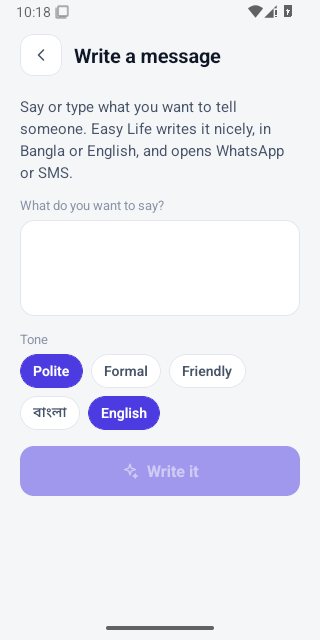 10:18
Write a message
Say or type what you want to tell
someone. Easy Life writes it nicely, in
Bangla or English, and opens WhatsApp
or SMS.
What do you want to say?
Tone
Polite Formal Friendly
বাংলা English
Write it